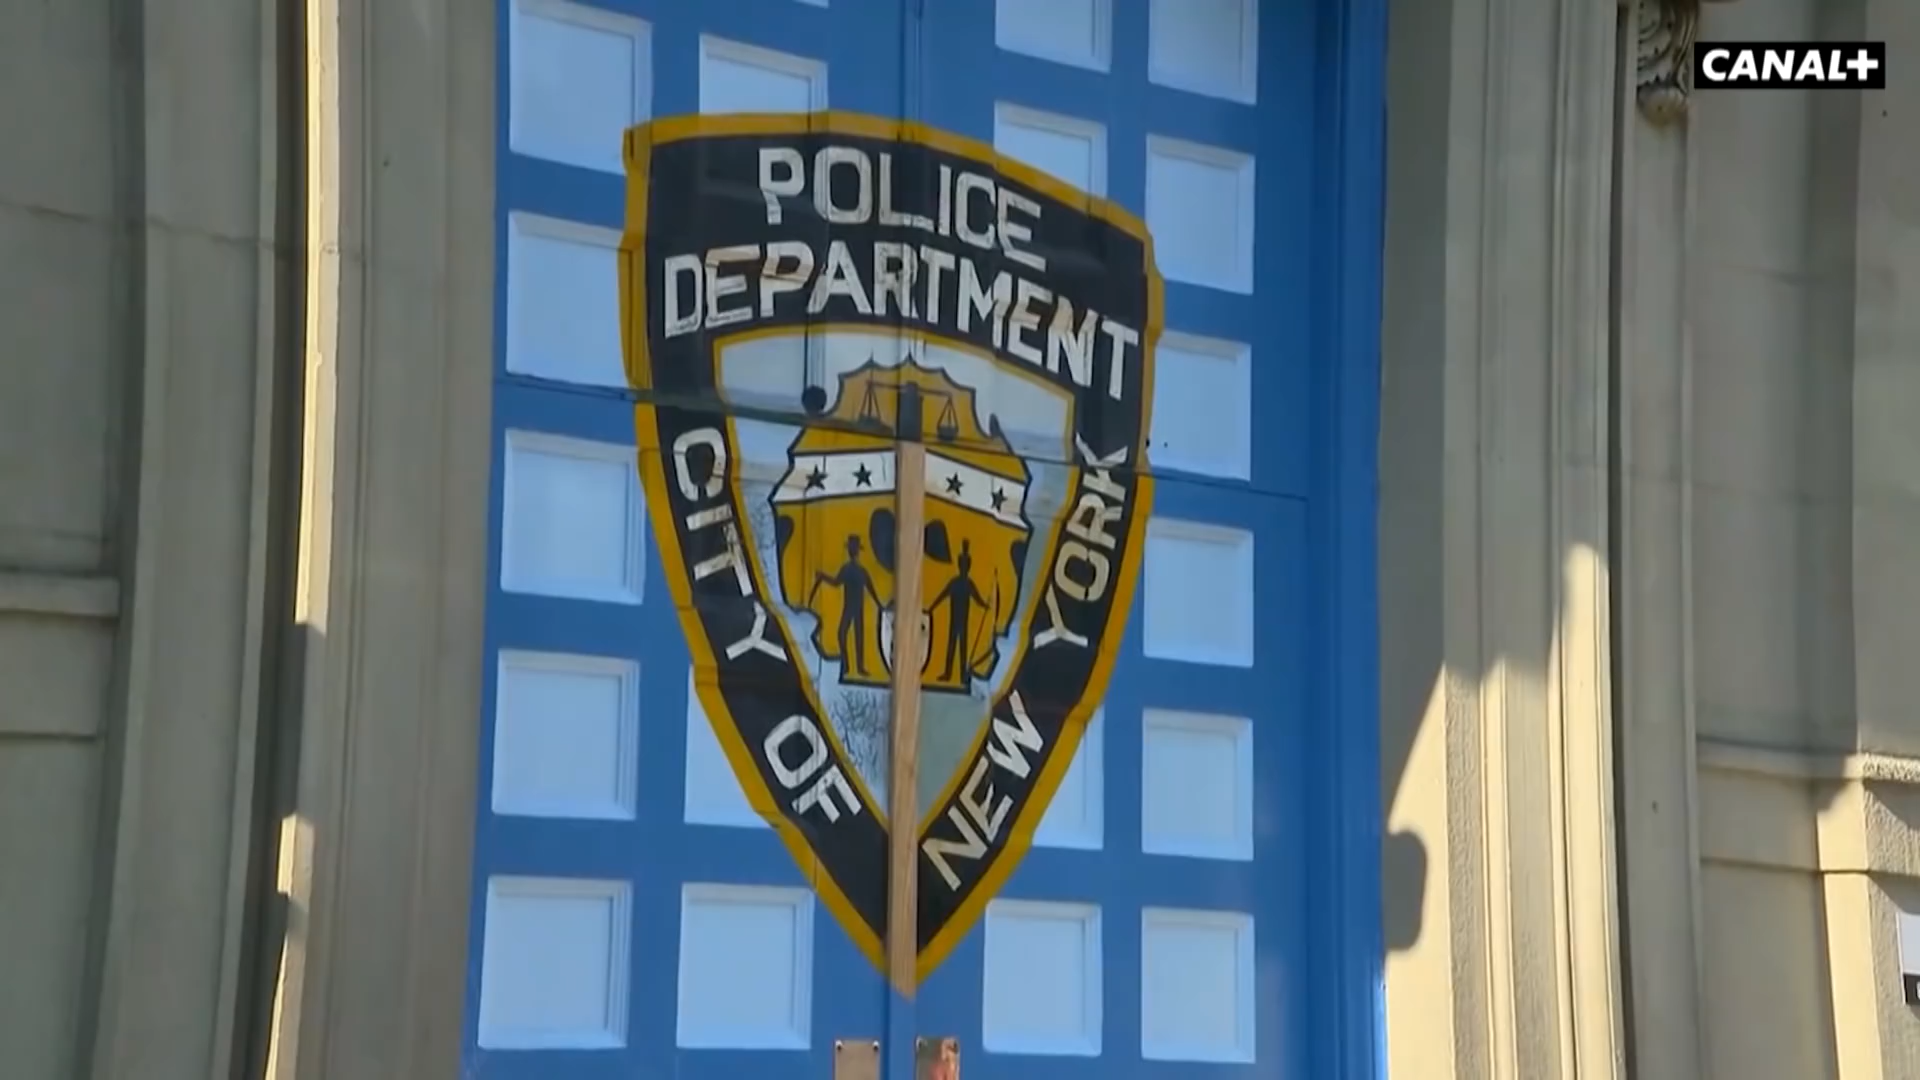 CANAL+
POLICE
DEPARTMENT
CITY OF
NEW YORK